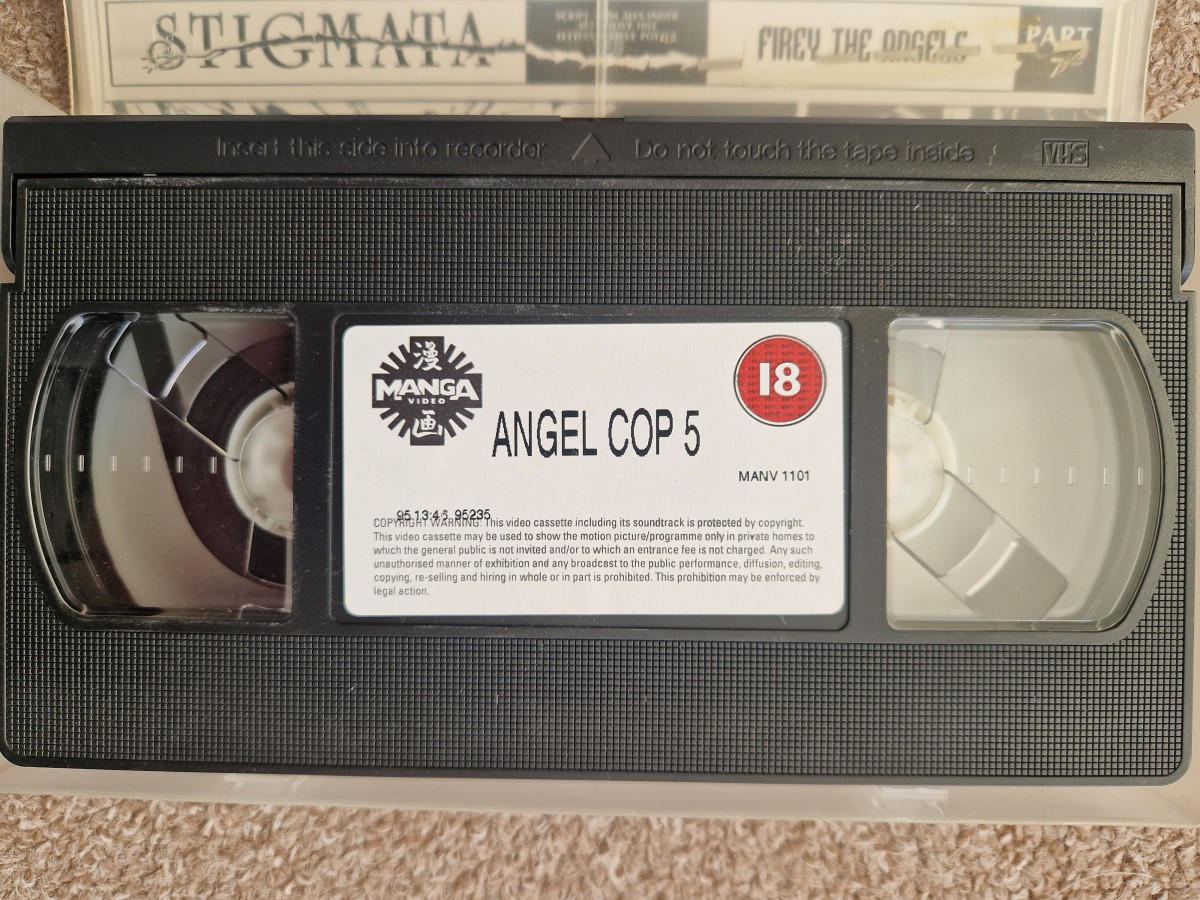 STIGMATA
FIREY THE ANGELS
PART
Insert this side into recorder
Do not touch the tape inside
VHS
漫
MANGA
VIDEO
画
18
ANGEL COP 5
MANV 1101
95 13:46 95235
COPYRIGHT WARNING: This video cassette including its soundtrack is protected by copyright.
This video cassette may be used to show the motion picture/programme only in private homes to
which the general public is not invited and/or to which an entrance fee is not charged. Any such
unauthorised manner of exhibition and any broadcast to the public performance, diffusion, editing,
copying, re-selling and hiring in whole or in part is prohibited. This prohibition may be enforced by
legal action.